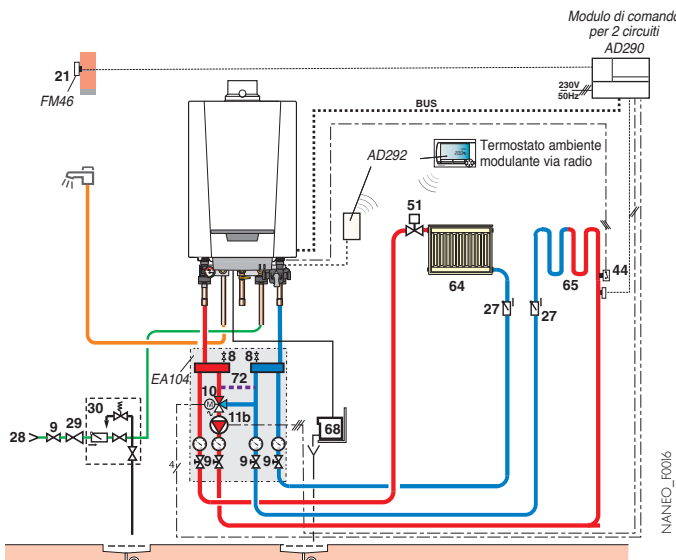 Modulo di comando
per 2 circuiti
AD290
21
FM46
230V
50Hz
BUS
AD292
Termostato ambiente
modulante via radio
51
44
64
65
27
27
8
8
EA104
72
10
M
11b
30
28
9
29
68
9
9
9
4
NANEO_F0016